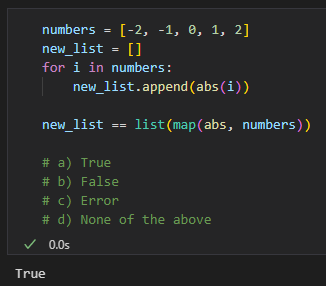 numbers = [-2, -1, 0, 1, 2]
new_list = []
for i in numbers:
    new_list.append(abs(i))
new_list == list(map(abs, numbers))
# a) True
# b) False
# c) Error
# d) None of the above
✓ 0.0s
True